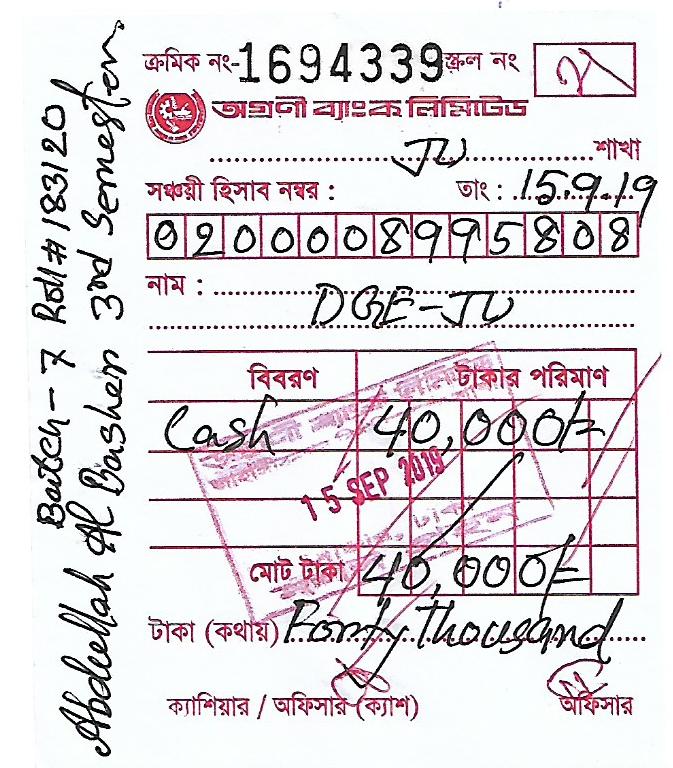 ক্রমিক নং-1694339 স্ক্রল নং
অগ্রণী ব্যাংক লিমিটেড
JU শাখা
সঞ্চয়ী হিসাব নম্বর : তাং : 15.9.19
0200008995808
নাম :
DGE-JU
বিবরণ টাকার পরিমাণ
Cash 40,000/=
15 SEP 2019
মোট টাকা 40,000/=
টাকা (কথায়) Forty thousand
ক্যাশিয়ার / অফিসার (ক্যাশ) অফিসার
Batch - 7 Roll # 183120
Abdullah Al Basher 3rd Semester